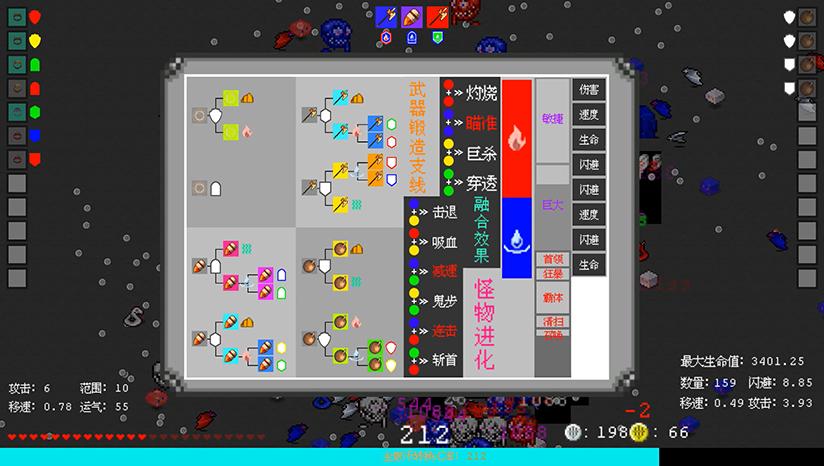 武器锻造支线
灼烧
瞄准
巨杀
穿透
融合效果
击退
吸血
减速
鬼步
连击
斩首
怪物进化
敏捷
巨大
首领
狂暴
霸体
清扫
伤害
速度
生命
闪避
闪避
速度
闪避
生命
攻击: 6 范围: 10
移速: 0.78 运气: 55
最大生命值: 3401.25
数量: 159 闪避: 8.85
移速: 0.49 攻击: 3.93
-2
212
: 198 : 66